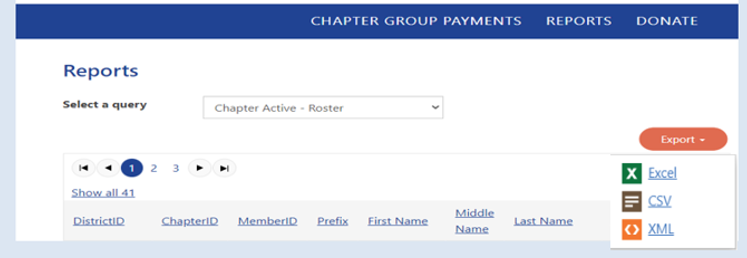 CHAPTER GROUP PAYMENTS REPORTS DONATE
Reports
Select a query Chapter Active - Roster
Export
1 2 3
Excel
Show all 41
CSV
DistrictID ChapterID MemberID Prefix First Name Middle Name Last Name
XML